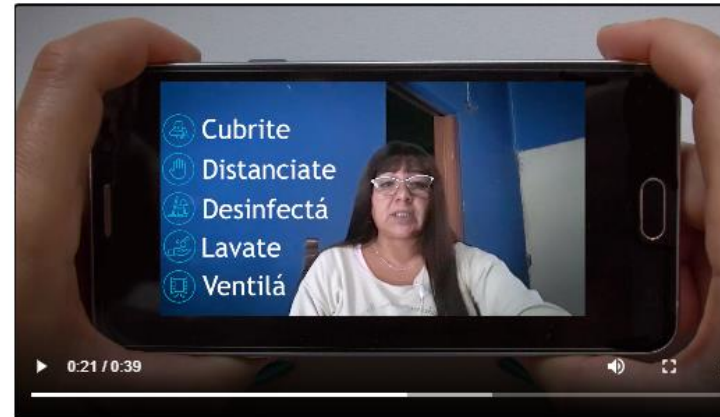 Cubrite
Distanciate
Desinfectá
Lavate
Ventilá
0:21 / 0:39